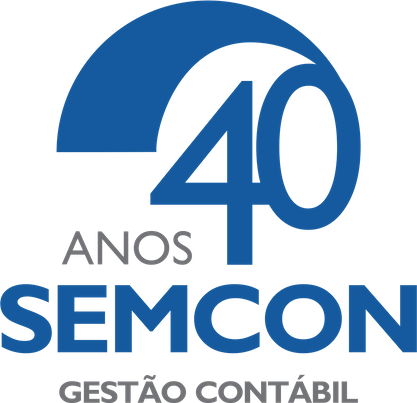 40
ANOS
SEMCON
GESTÃO CONTÁBIL